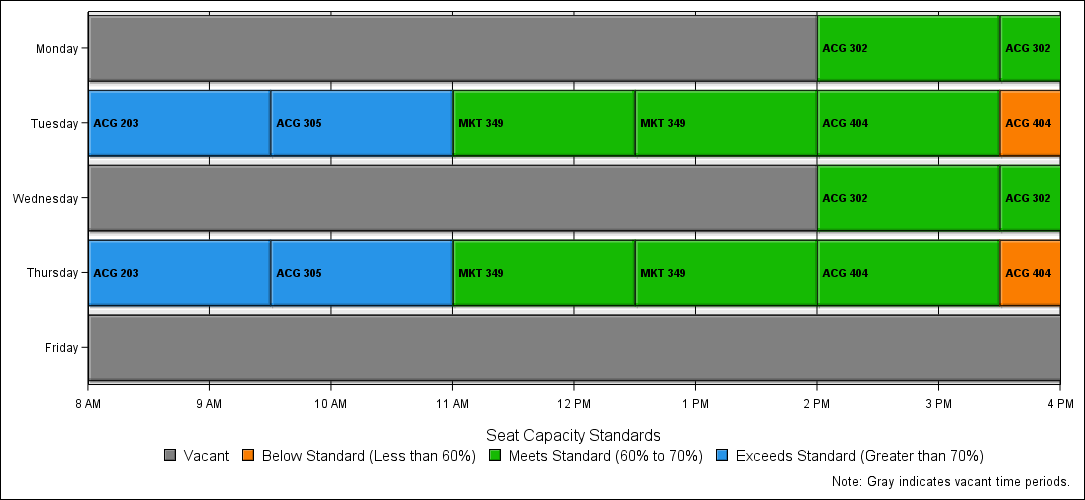 Monday ACG 302 ACG 302
Tuesday ACG 203 ACG 305 MKT 349 MKT 349 ACG 404 ACG 404
Wednesday ACG 302 ACG 302
Thursday ACG 203 ACG 305 MKT 349 MKT 349 ACG 404 ACG 404
Friday
8 AM 9 AM 10 AM 11 AM 12 PM 1 PM 2 PM 3 PM 4 PM
Seat Capacity Standards
Vacant Below Standard (Less than 60%) Meets Standard (60% to 70%) Exceeds Standard (Greater than 70%)
Note: Gray indicates vacant time periods.